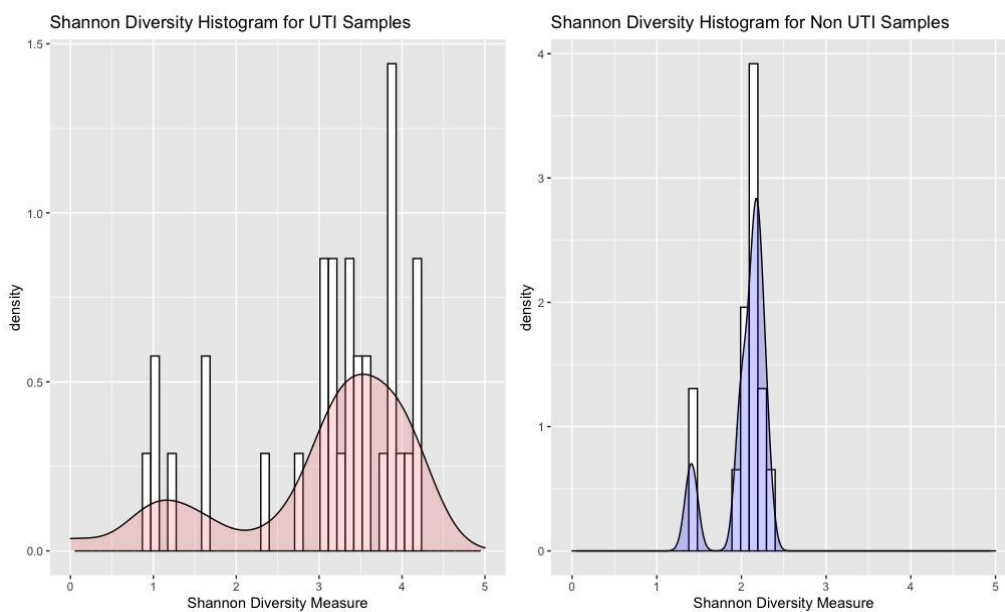 Shannon Diversity Histogram for UTI Samples
1.5
1.0
density
0.5
0.0
0 1 2 3 4 5
Shannon Diversity Measure
Shannon Diversity Histogram for Non UTI Samples
4
3
density
2
1
0
0 1 2 3 4 5
Shannon Diversity Measure